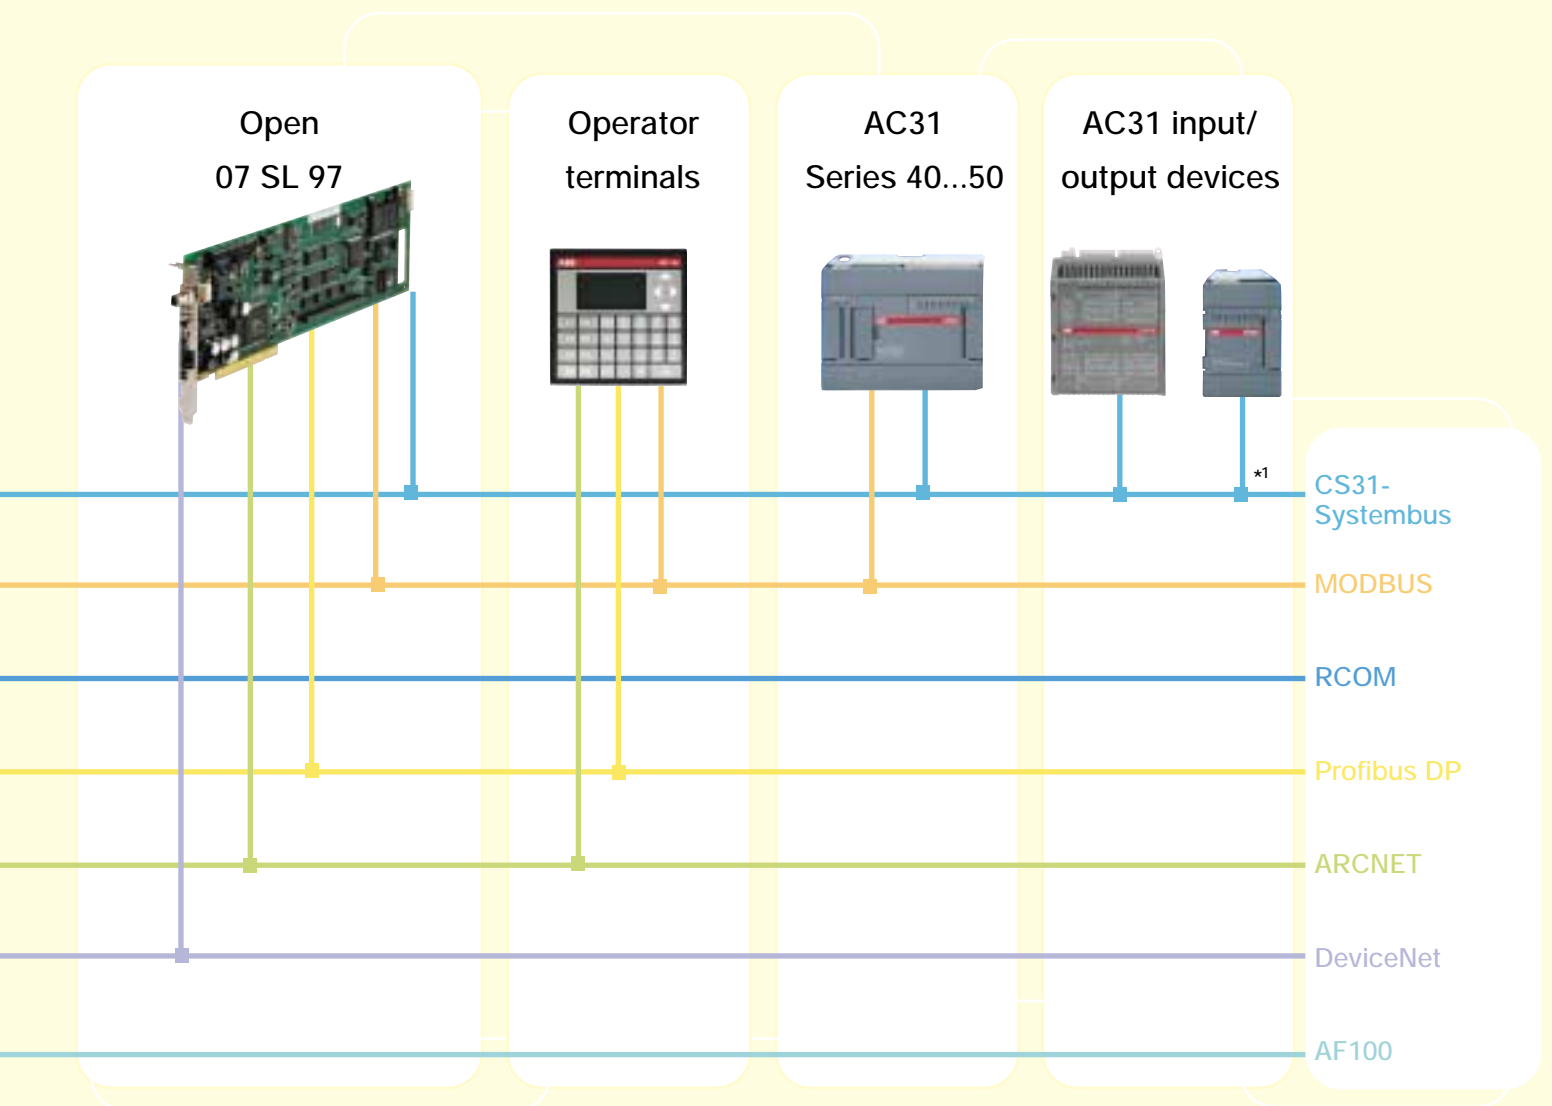 Open
07 SL 97
Operator
terminals
AC31
Series 40...50
AC31 input/
output devices
ABB
*1
CS31-
Systembus
MODBUS
RCOM
Profibus DP
ARCNET
DeviceNet
AF100